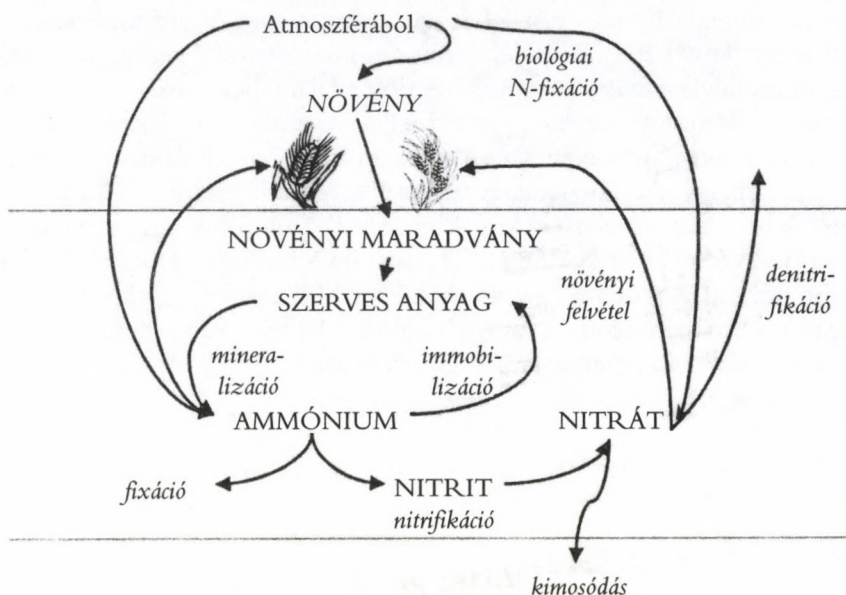 Atmoszférából
biológiai
N-fixáció
NÖVÉNY
NÖVÉNYI MARADVÁNY
SZERVES ANYAG
növényi
felvétel
denitri-
fikáció
minera-
lizáció
immobi-
lizáció
AMMÓNIUM
NITRÁT
fixáció
NITRIT
nitrifikáció
kimosódás